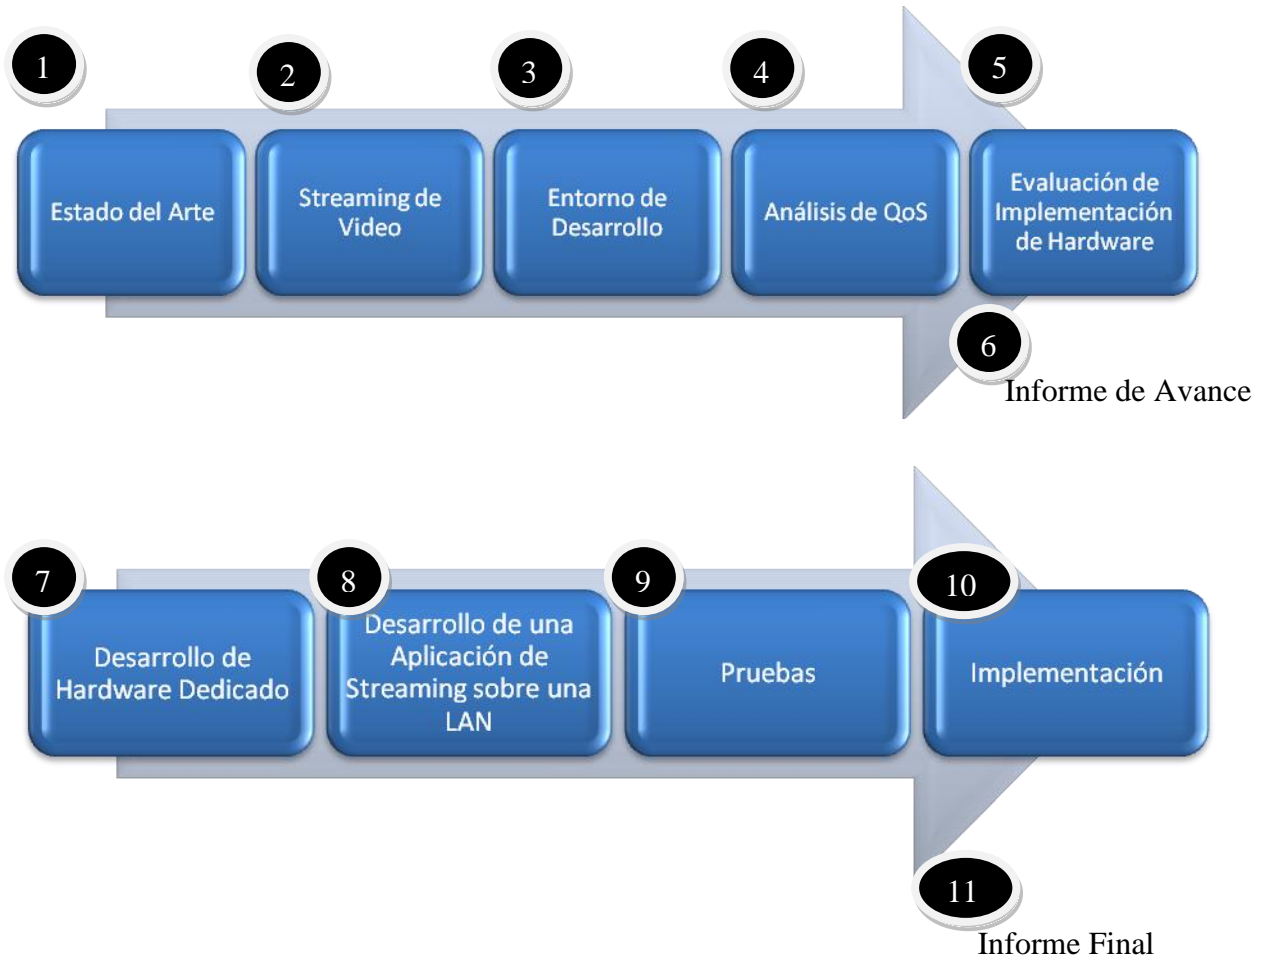 1
2
3
4
5
Estado del Arte
Streaming de
Video
Entorno de
Desarrollo
Análisis de QoS
Evaluación de
Implementación
de Hardware
6
Informe de Avance
7
8
9
10
Desarrollo de
Hardware Dedicado
Desarrollo de una
Aplicación de
Streaming sobre una
LAN
Pruebas
Implementación
11
Informe Final